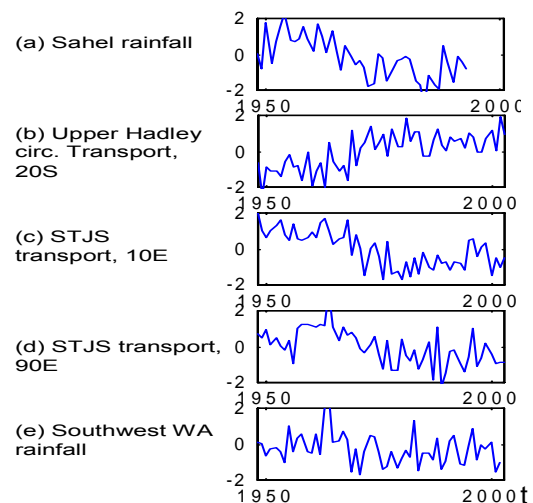 2
(a) Sahel rainfall
0
-2
1950 2000
2
(b) Upper Hadley
circ. Transport,
20S
0
-2
1950 2000
2
(c) STJS
transport, 10E
0
-2
1950 2000
2
(d) STJS transport,
90E
0
-2
1950 2000
2
(e) Southwest WA
rainfall
0
-2
1950 2000 t